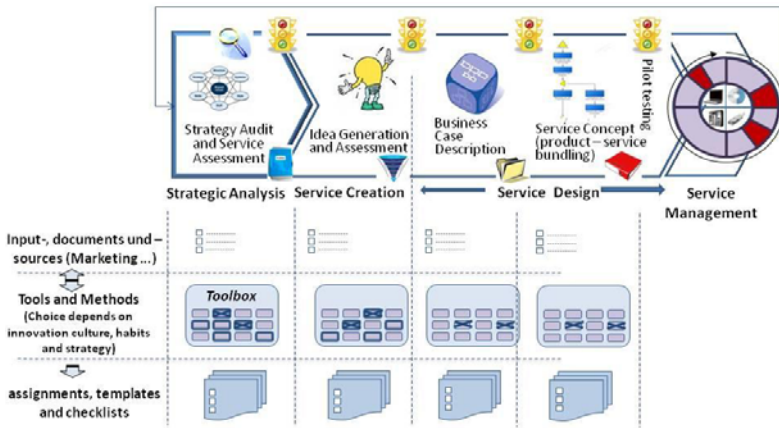 Strategy Audit
and Service
Assessment
Idea Generation
and Assessment
Business
Case
Description
Service Concept
(product – service
bundling)
Pilot testing
Strategic Analysis
Service Creation
Service Design
Service
Management
Input-, documents und –
sources (Marketing ...)
Tools and Methods
(Choice depends on
innovation culture, habits
and strategy)
Toolbox
assignments, templates
and checklists